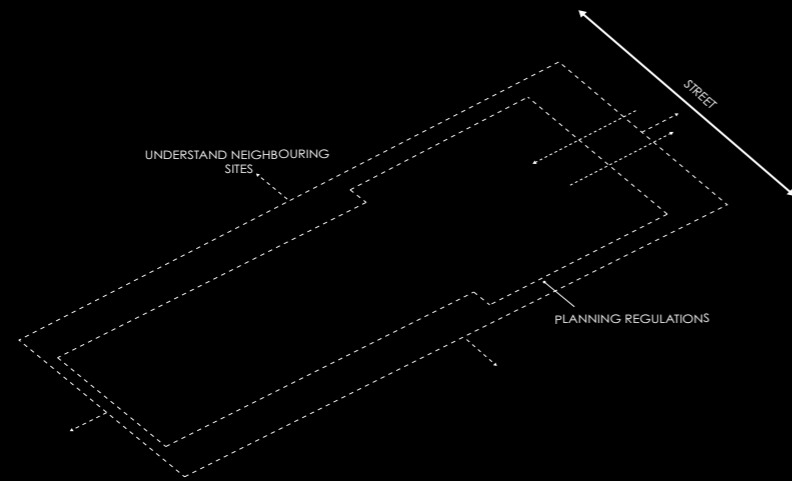 STREET
UNDERSTAND NEIGHBOURING
SITES
PLANNING REGULATIONS